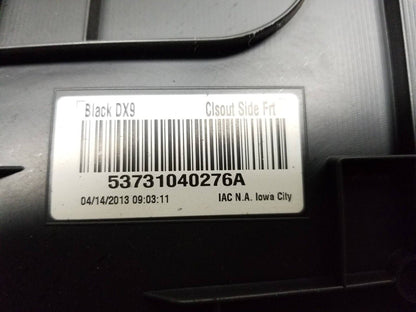 Black DX9 Clsout Side Frt
53731040276A
04/14/2013 09:03:11 IAC N.A. Iowa City